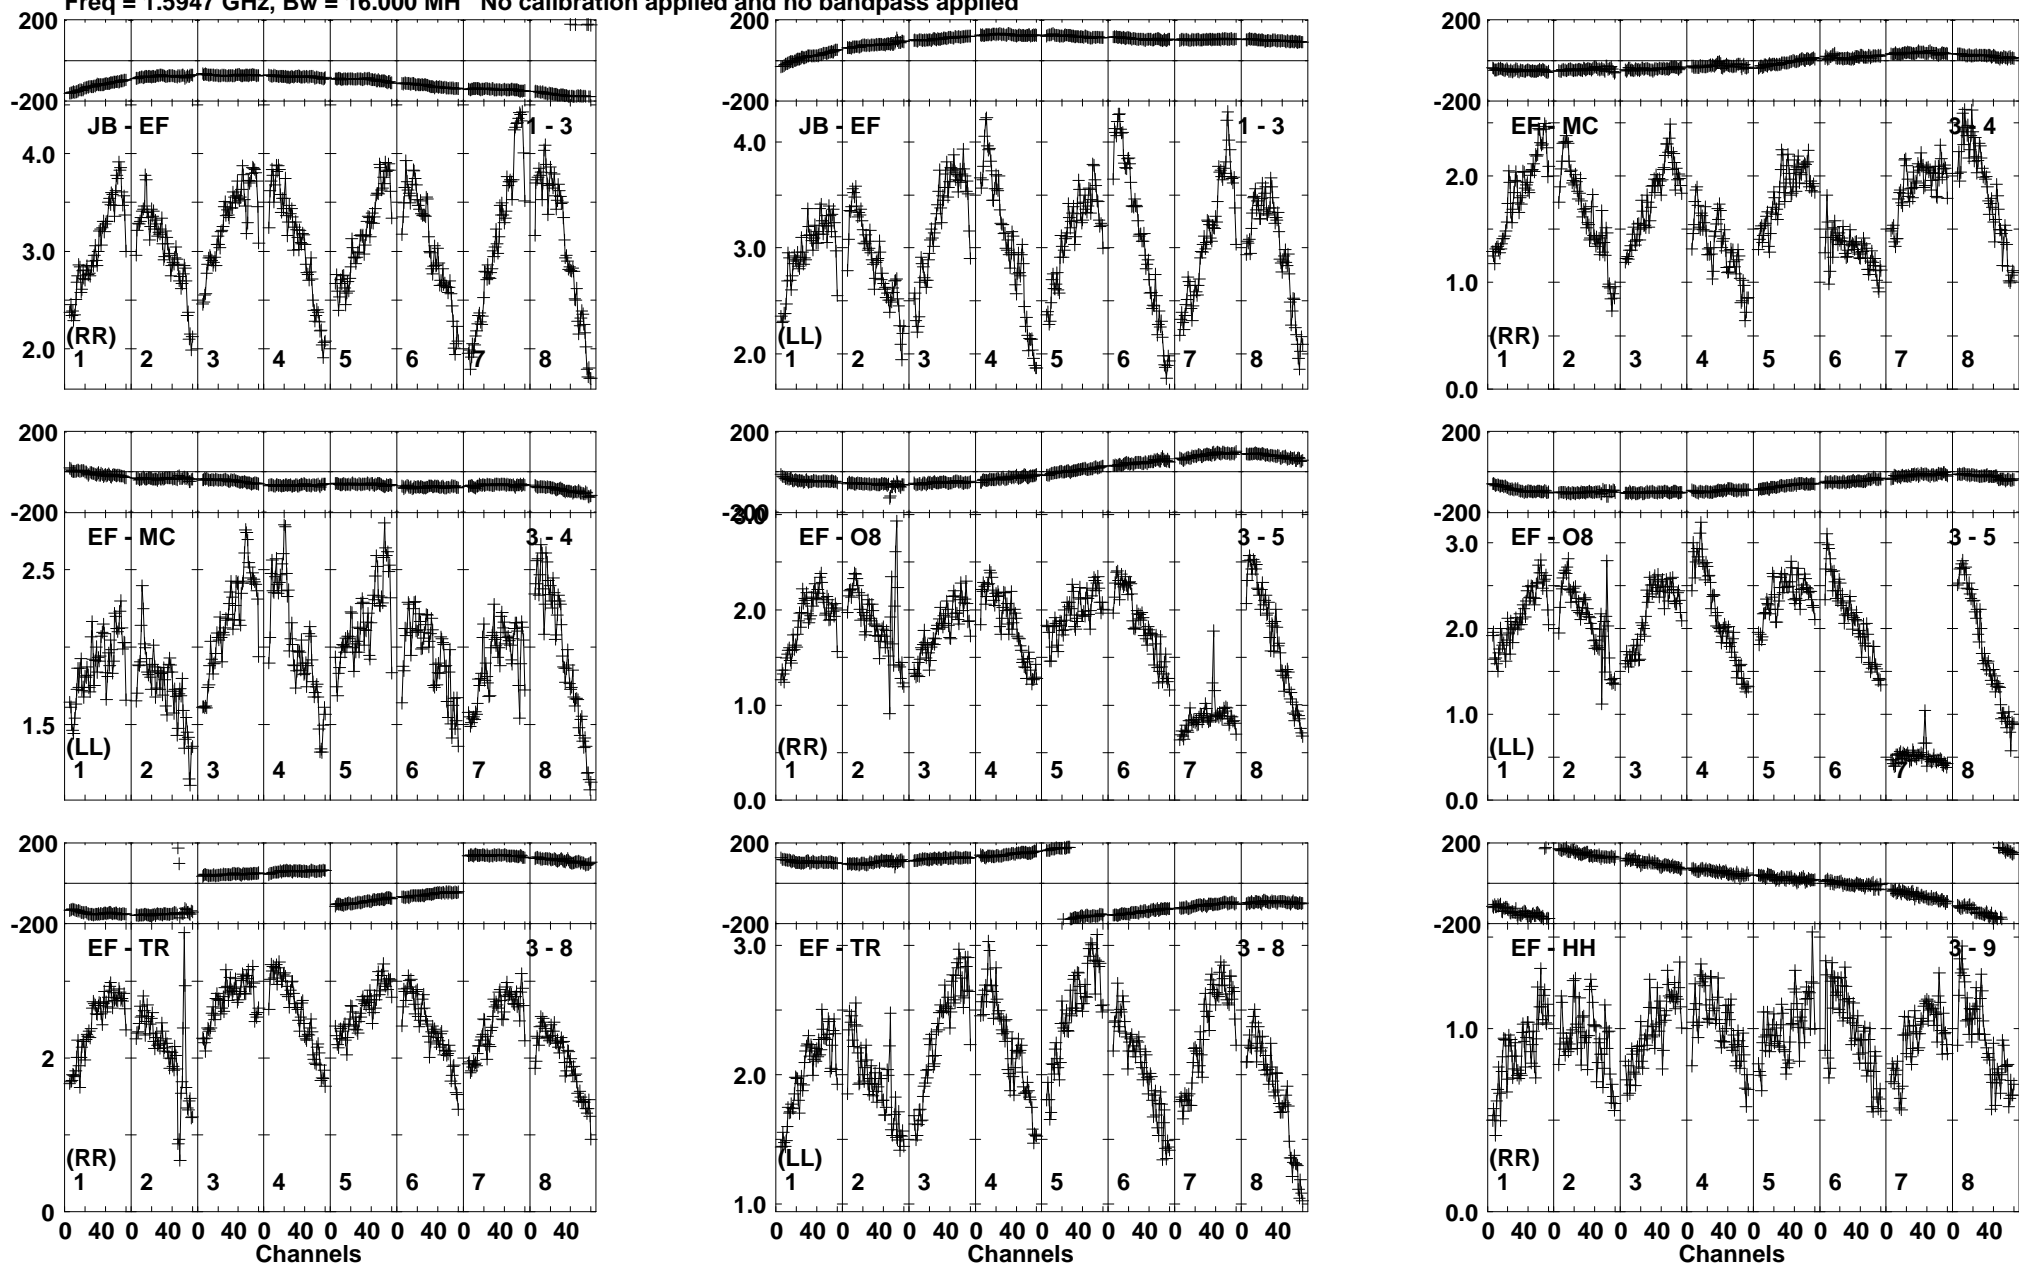 Freq = 1.5947 GHz, Bw = 16.000 MH No calibration applied and no bandpass applied
200 200 200
-200 -200 -200
JB - EF 1 - 3 JB - EF 1 - 3 EF - MC 3 - 4
4.0 4.0 2.0
3.0 3.0 1.0
2.0 2.0 0.0
(RR) (LL) (RR)
1 2 3 4 5 6 7 8 1 2 3 4 5 6 7 8 1 2 3 4 5 6 7 8
200 200 200
-200 -200 -200
EF - MC 3 - 4 EF - O8 3 - 5 EF - O8 3 - 5
2.5 3.0 3.0
1.5 2.0 2.0
1.0 1.0
0.0 0.0
(LL) (RR) (LL)
1 2 3 4 5 6 7 8 1 2 3 4 5 6 7 8 1 2 3 4 5 6 7 8
200 200 200
-200 -200 -200
EF - TR 3 - 8 EF - TR 3 - 8 EF - HH 3 - 9
2 3.0 1.0
0 2.0 0.0
1.0
(RR) (LL) (RR)
1 2 3 4 5 6 7 8 1 2 3 4 5 6 7 8 1 2 3 4 5 6 7 8
0 40 0 40 0 40 0 40 0 40 0 40 0 40 0 40 0 40 0 40 0 40 0 40 0 40 0 40 0 40 0 40 0 40 0 40 0 40 0 40 0 40 0 40 0 40 0 40
Channels Channels Channels